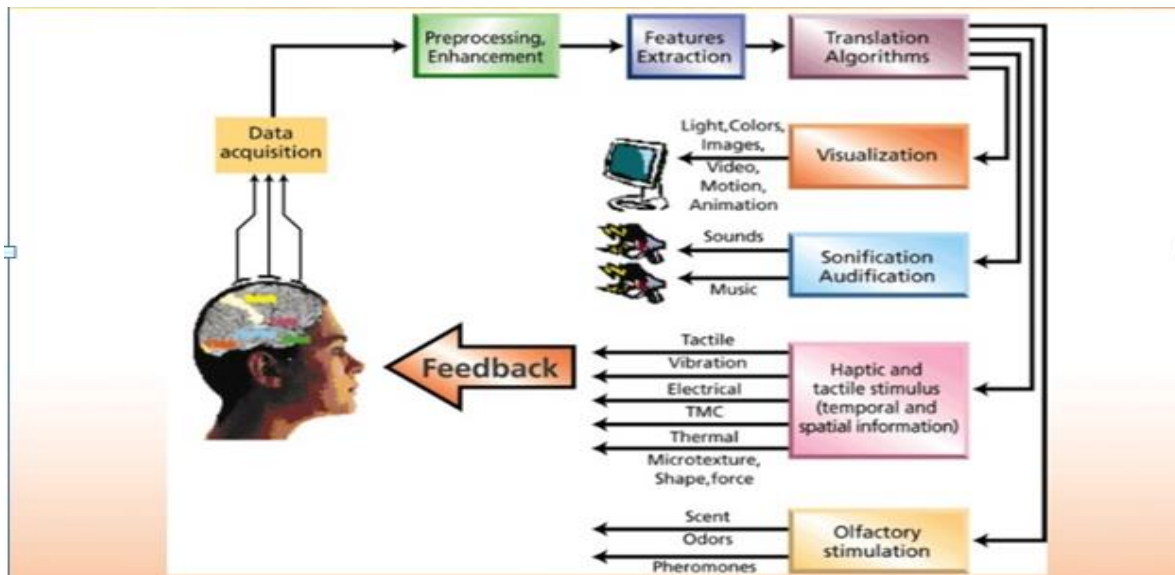 Preprocessing,
Enhancement
Features
Extraction
Translation
Algorithms
Data
acquisition
Light,Colors,
Images,
Video,
Motion,
Animation
Visualization
Sounds
Music
Sonification
Audification
Feedback
Tactile
Vibration
Electrical
TMC
Thermal
Microtexture,
Shape,force
Haptic and
tactile stimulus
(temporal and
spatial information)
Scent
Odors
Pheromones
Olfactory
stimulation